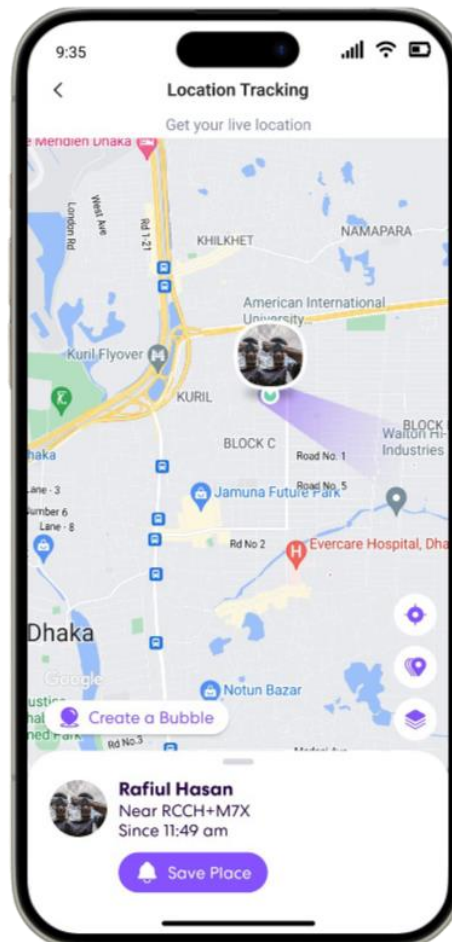 9:35
Location Tracking
Get your live location
Meridien Dhaka
London Rd
West Ave
Rd 1-21
KHILKHET
NAMAPARA
American International
University...
Kuril Flyover
KURIL
BLOCK
BLOCK C
Walton Hi-
Industries
Road No. 1
Road No. 5
Lane - 3
Lane - 8
Jamuna Future Park
Rd No 2
H
Evercare Hospital, Dha
Dhaka
Google
Notun Bazar
Create a Bubble
Rd No.3
Rafiul Hasan
Near RCCH+M7X
Since 11:49 am
Save Place